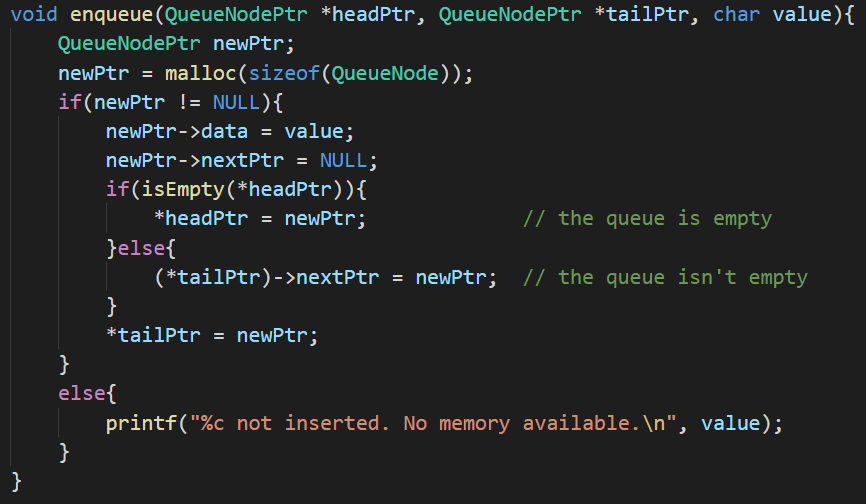 void enqueue(QueueNodePtr *headPtr, QueueNodePtr *tailPtr, char value){
    QueueNodePtr newPtr;
    newPtr = malloc(sizeof(QueueNode));
    if(newPtr != NULL){
        newPtr->data = value;
        newPtr->nextPtr = NULL;
        if(isEmpty(*headPtr)){
            *headPtr = newPtr;             // the queue is empty
        }else{
            (*tailPtr)->nextPtr = newPtr;  // the queue isn't empty
        }
        *tailPtr = newPtr;
    }
    else{
        printf("%c not inserted. No memory available.\n", value);
    }
}